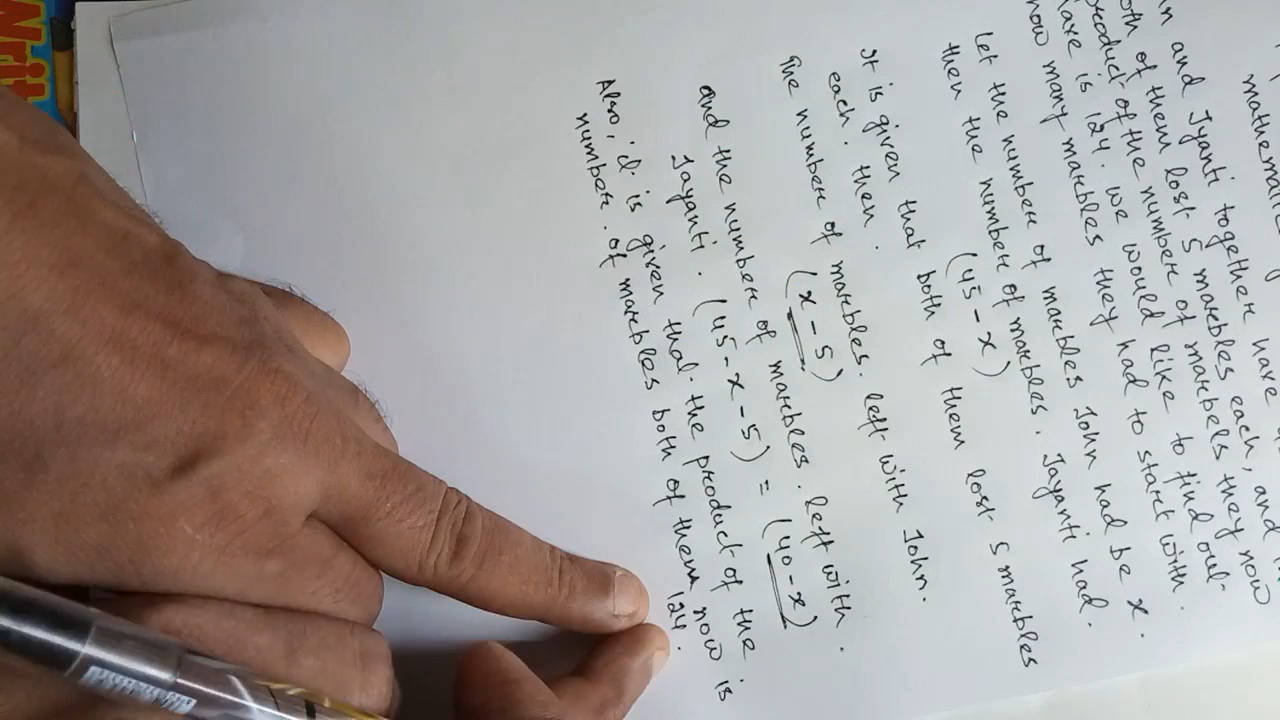 mathemati
n and Jyanti together have
oth of them lost 5 marbles each, and
product of the number of marbels they now
have is 124. we would like to find out
how many marbles they had to start with.
Let the number of marbles John had be x.
then the number of marbles. Jayanti had.
(45 - x)
It is given that both of them lost 5 marbles
each. then.
The number of marbles. left with John.
(x - 5)
and the number of marbles. left with.
Jayanti. (45 - x - 5) = (40 - x)
Also, it is given that the product of the
number. of marbles both of them now is
124.
Writ